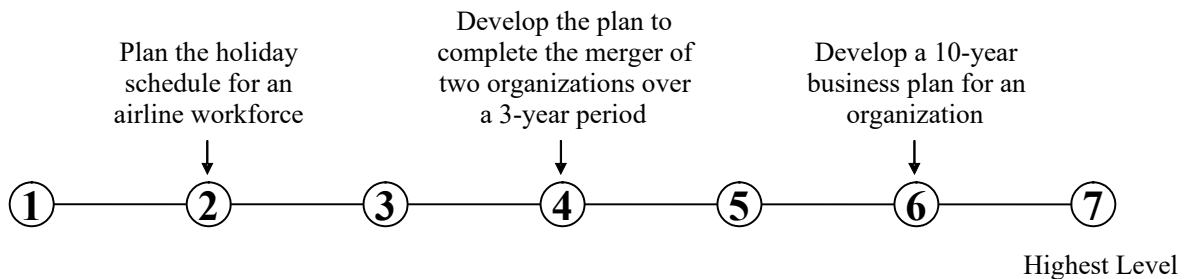 Plan the holiday
schedule for an
airline workforce
Develop the plan to
complete the merger of
two organizations over
a 3-year period
Develop a 10-year
business plan for an
organization
1 2 3 4 5 6 7
Highest Level